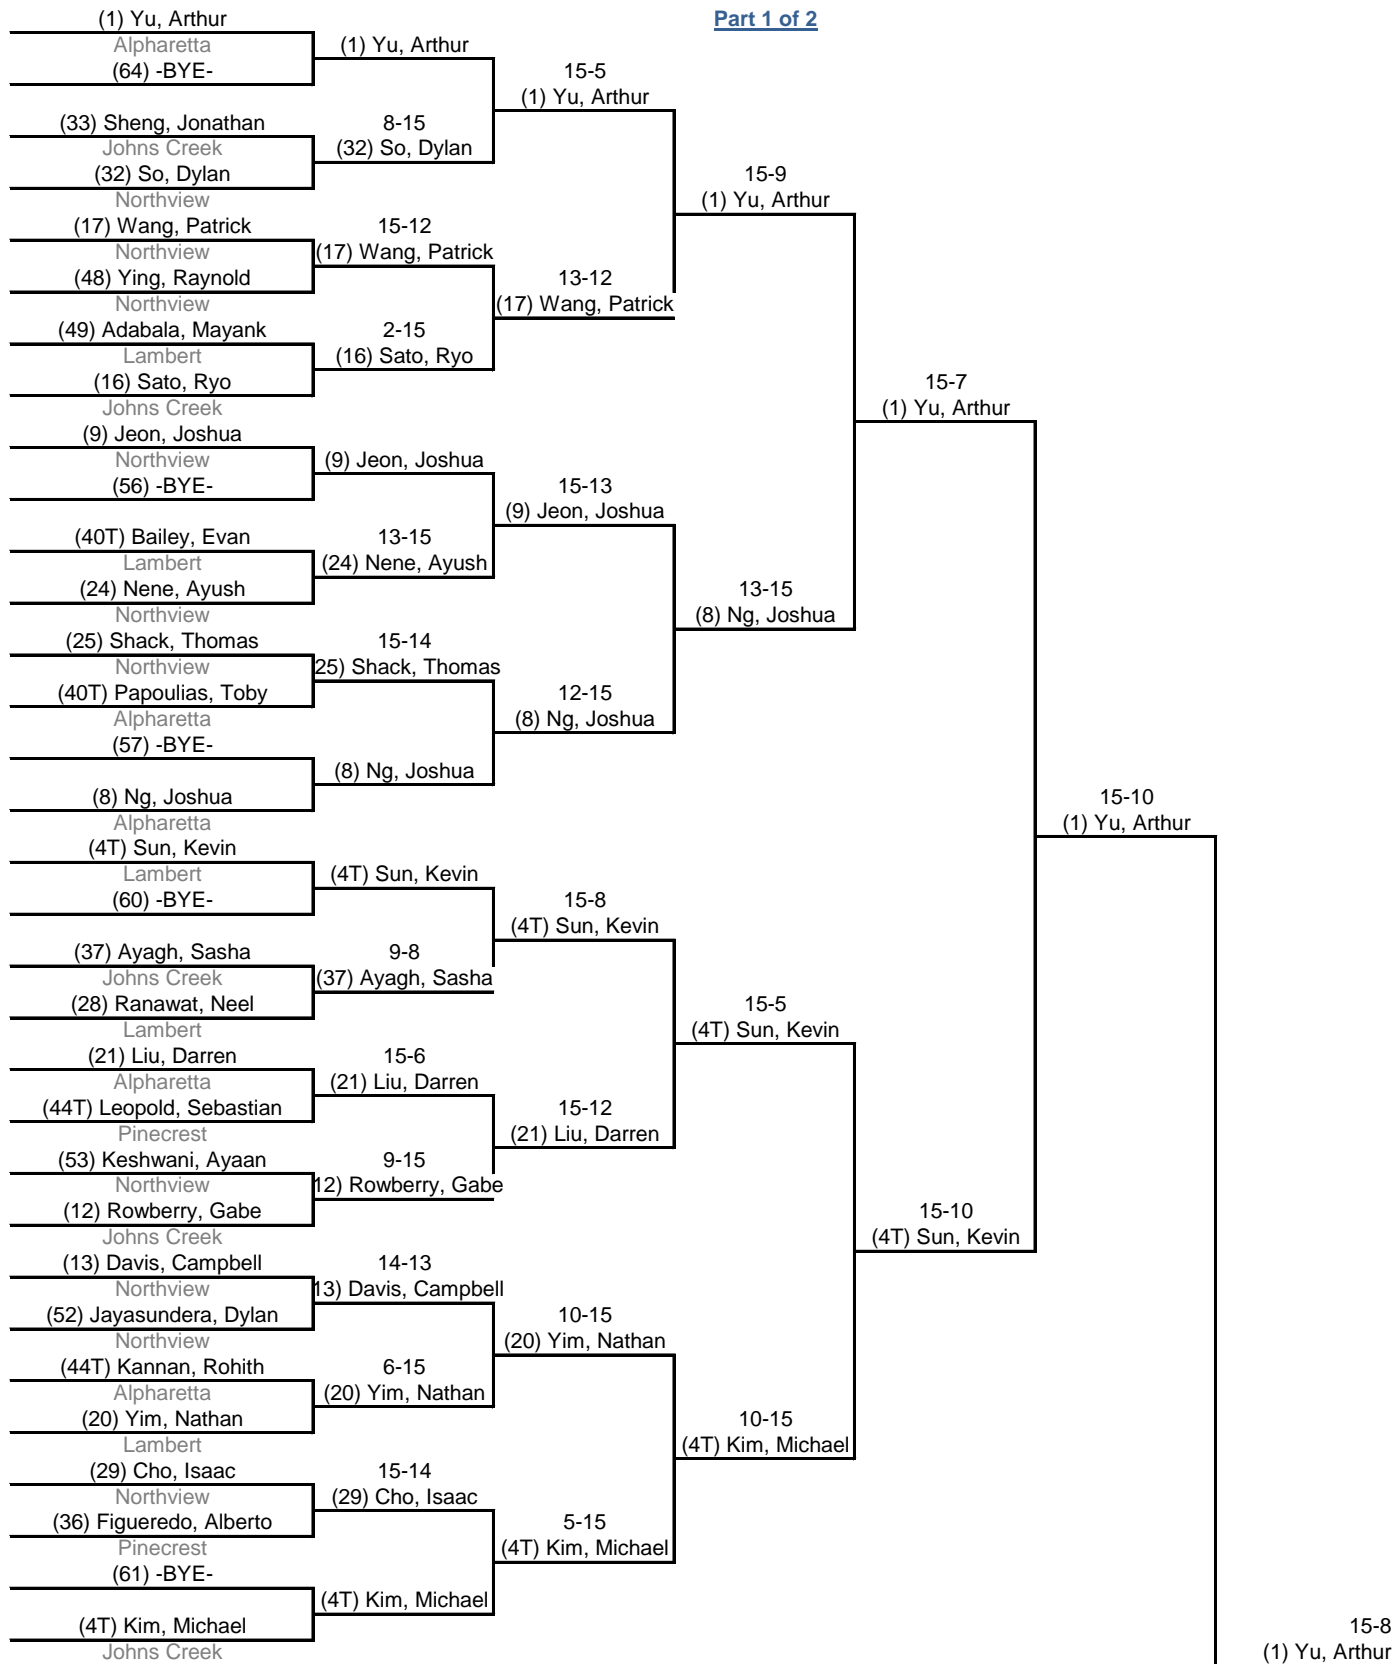 Part 1 of 2
(1) Yu, Arthur
Alpharetta
(64) -BYE-
(33) Sheng, Jonathan
Johns Creek
(32) So, Dylan
Northview
(17) Wang, Patrick
Northview
(48) Ying, Raynold
Northview
(49) Adabala, Mayank
Lambert
(16) Sato, Ryo
Johns Creek
(9) Jeon, Joshua
Northview
(56) -BYE-
(40T) Bailey, Evan
Lambert
(24) Nene, Ayush
Northview
(25) Shack, Thomas
Northview
(40T) Papoulias, Toby
Alpharetta
(57) -BYE-
(8) Ng, Joshua
Alpharetta
(4T) Sun, Kevin
Lambert
(60) -BYE-
(37) Ayagh, Sasha
Johns Creek
(28) Ranawat, Neel
Lambert
(21) Liu, Darren
Alpharetta
(44T) Leopold, Sebastian
Pinecrest
(53) Keshwani, Ayaan
Northview
(12) Rowberry, Gabe
Johns Creek
(13) Davis, Campbell
Northview
(52) Jayasundera, Dylan
Northview
(44T) Kannan, Rohith
Alpharetta
(20) Yim, Nathan
Lambert
(29) Cho, Isaac
Northview
(36) Figueredo, Alberto
Pinecrest
(61) -BYE-
(4T) Kim, Michael
Johns Creek
(1) Yu, Arthur
8-15
(32) So, Dylan
15-12
(17) Wang, Patrick
2-15
(16) Sato, Ryo
(9) Jeon, Joshua
13-15
(24) Nene, Ayush
15-14
25) Shack, Thomas
(8) Ng, Joshua
(4T) Sun, Kevin
9-8
(37) Ayagh, Sasha
15-6
(21) Liu, Darren
9-15
12) Rowberry, Gabe
14-13
13) Davis, Campbell
6-15
(20) Yim, Nathan
15-14
(29) Cho, Isaac
(4T) Kim, Michael
15-5
(1) Yu, Arthur
13-12
(17) Wang, Patrick
15-13
(9) Jeon, Joshua
12-15
(8) Ng, Joshua
15-8
(4T) Sun, Kevin
15-12
(21) Liu, Darren
10-15
(20) Yim, Nathan
5-15
(4T) Kim, Michael
15-9
(1) Yu, Arthur
13-15
(8) Ng, Joshua
15-5
(4T) Sun, Kevin
10-15
(4T) Kim, Michael
15-7
(1) Yu, Arthur
15-10
(4T) Sun, Kevin
15-10
(1) Yu, Arthur
15-8
(1) Yu, Arthur